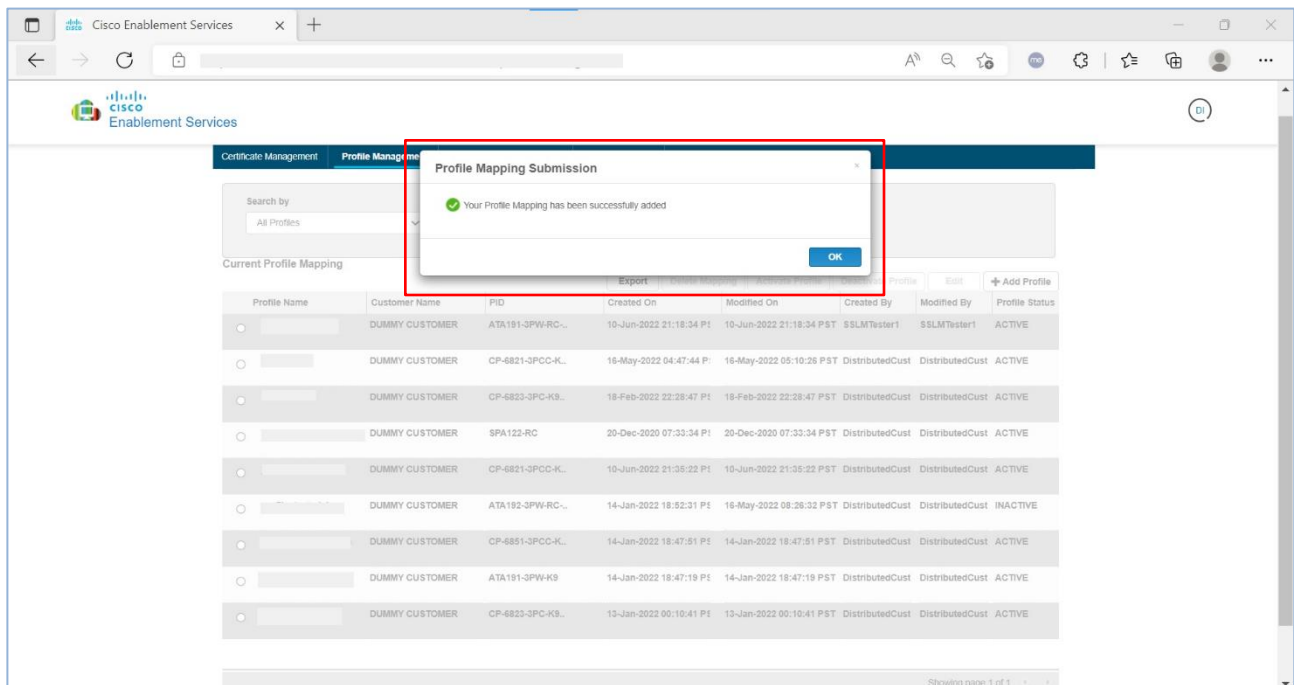 Cisco Enablement Services
CISCO
Enablement Services
DI
Certificate Management Profile Manageme
Profile Mapping Submission
Your Profile Mapping has been successfully added
OK
Search by
All Profiles
Current Profile Mapping
Export Delete Mapping Activate Profile Deactivate Profile Edit + Add Profile
Profile Name Customer Name PID Created On Modified On Created By Modified By Profile Status
DUMMY CUSTOMER ATA191-3PW-RC-.. 10-Jun-2022 21:18:34 PS 10-Jun-2022 21:18:34 PST SSLMTester1 SSLMTester1 ACTIVE
DUMMY CUSTOMER CP-6821-3PCC-K.. 16-May-2022 04:47:44 P 16-May-2022 05:10:26 PST DistributedCust DistributedCust ACTIVE
DUMMY CUSTOMER CP-6823-3PC-K9.. 18-Feb-2022 22:28:47 PS 18-Feb-2022 22:28:47 PST DistributedCust DistributedCust ACTIVE
DUMMY CUSTOMER SPA122-RC 20-Dec-2020 07:33:34 P 20-Dec-2020 07:33:34 PST DistributedCust DistributedCust ACTIVE
DUMMY CUSTOMER CP-6821-3PCC-K.. 10-Jun-2022 21:35:22 PS 10-Jun-2022 21:35:22 PST DistributedCust DistributedCust ACTIVE
DUMMY CUSTOMER ATA192-3PW-RC-.. 14-Jan-2022 18:52:31 PS 16-May-2022 08:26:32 PST DistributedCust DistributedCust INACTIVE
DUMMY CUSTOMER CP-6851-3PCC-K.. 14-Jan-2022 18:47:51 PS 14-Jan-2022 18:47:51 PST DistributedCust DistributedCust ACTIVE
DUMMY CUSTOMER ATA191-3PW-K9 14-Jan-2022 18:47:19 PS 14-Jan-2022 18:47:19 PST DistributedCust DistributedCust ACTIVE
DUMMY CUSTOMER CP-6823-3PC-K9.. 13-Jan-2022 00:10:41 PS 13-Jan-2022 00:10:41 PST DistributedCust DistributedCust ACTIVE
Showing page 1 of 1